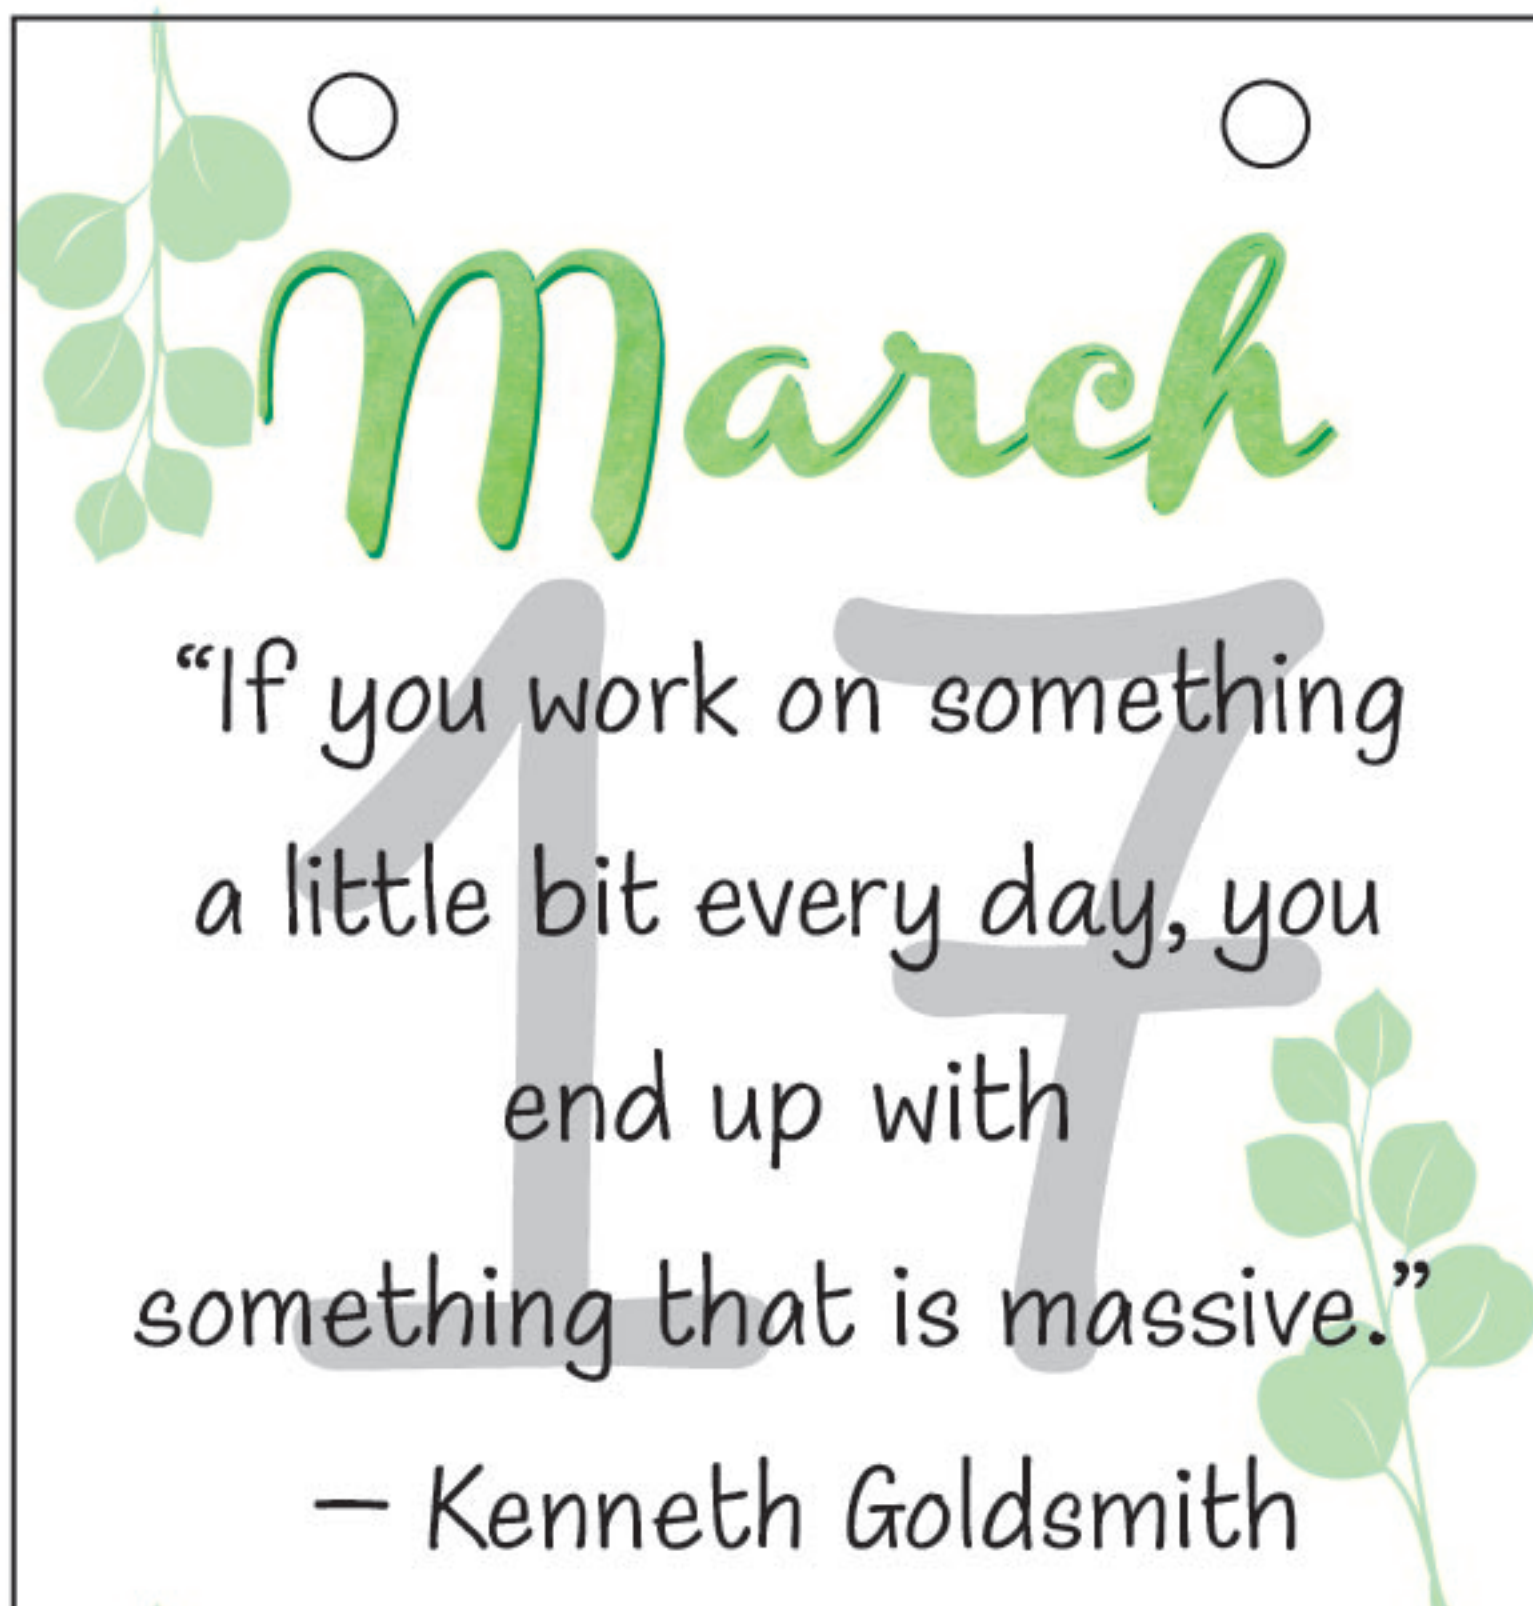 March
17
“If you work on something
a little bit every day, you
end up with
something that is massive.”
– Kenneth Goldsmith